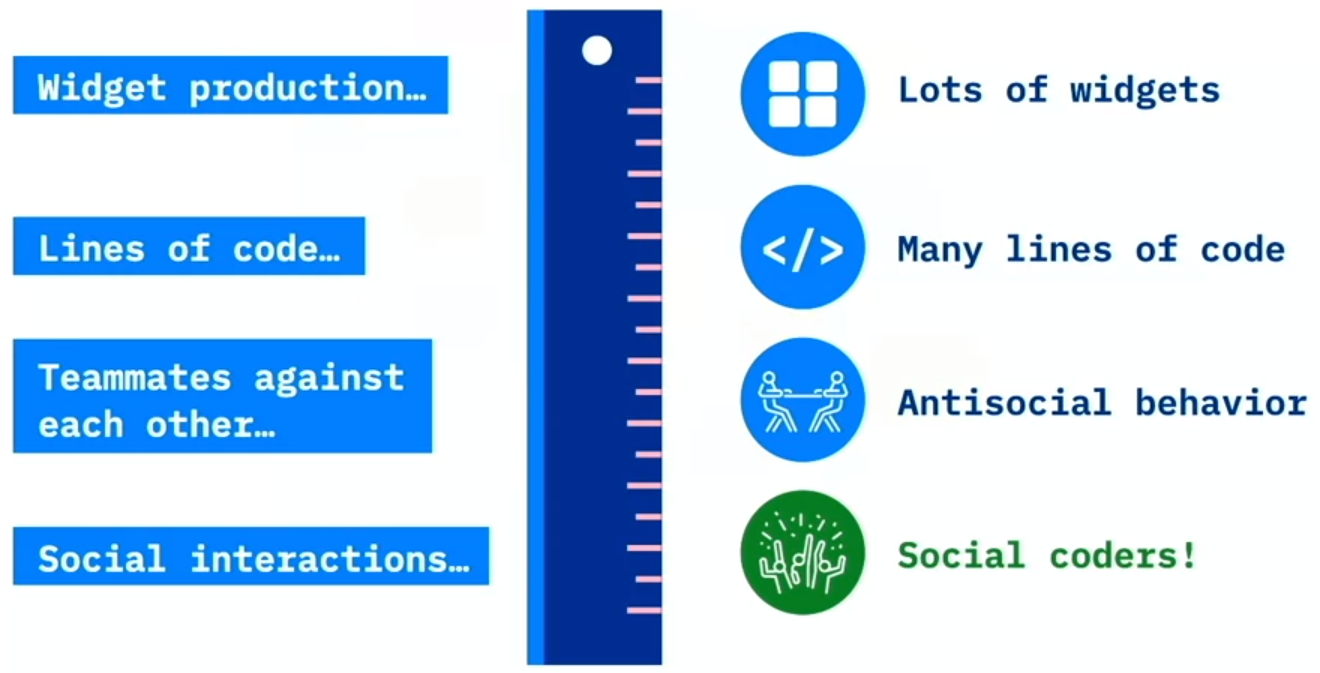 Widget production…
Lots of widgets
Lines of code…
</>
Many lines of code
Teammates against
each other…
Antisocial behavior
Social interactions…
Social coders!